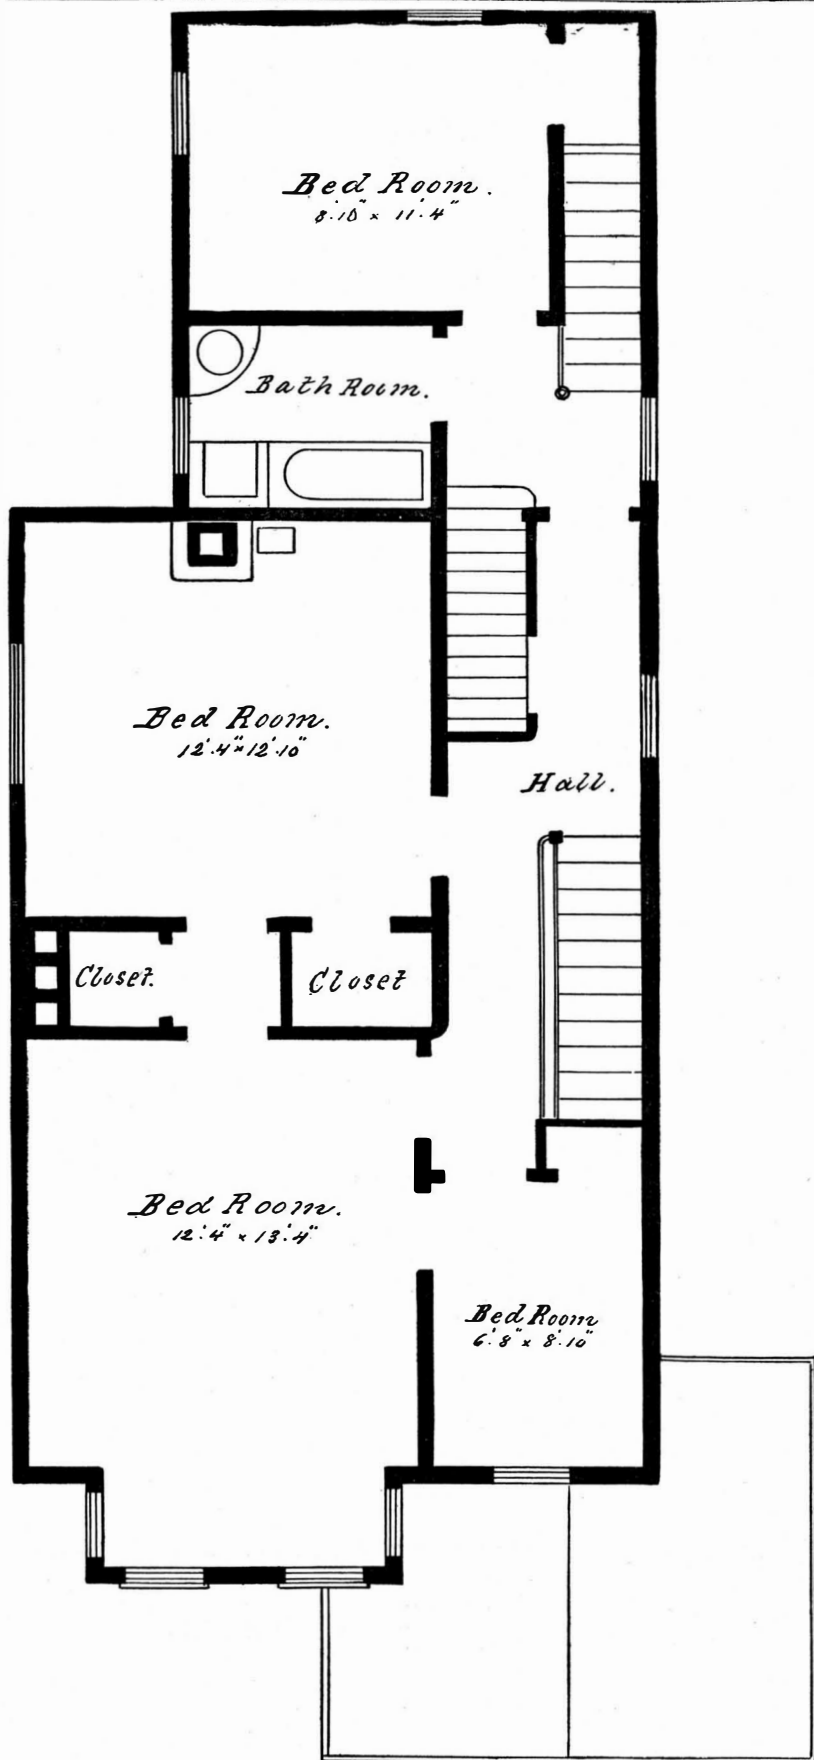 Bed Room.
8'.10" x 11'.4"
Bath Room.
Bed Room.
12'.4" x 12'.10"
Hall.
Closet.
Closet
Bed Room.
12'.4" x 13'.4"
Bed Room
6'.8" x 8'.10"